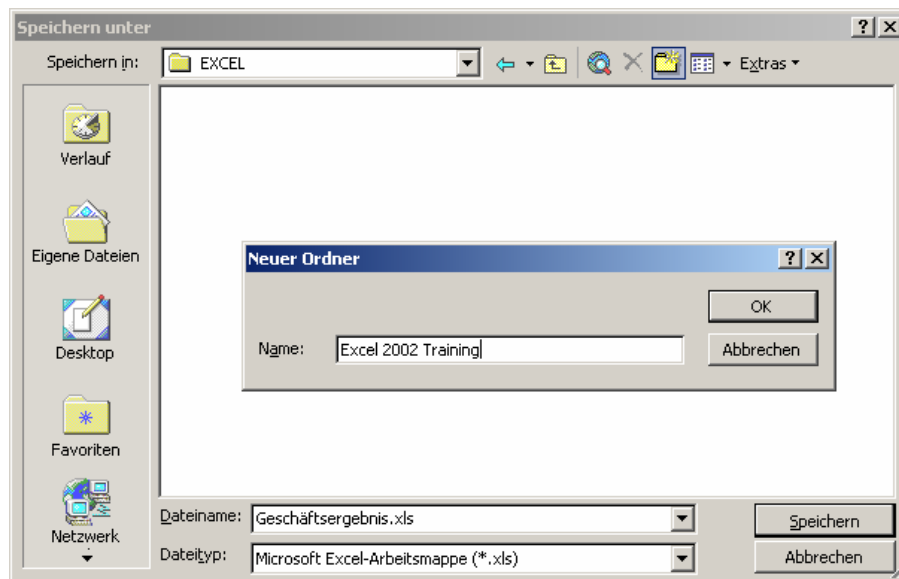 Speichern unter
Speichern in: EXCEL Extras
Verlauf
Eigene Dateien
Desktop
Favoriten
Netzwerk
Neuer Ordner
OK
Name: Excel 2002 Training
Abbrechen
Dateiname: Geschäftsergebnis.xls
Speichern
Dateityp: Microsoft Excel-Arbeitsmappe (*.xls)
Abbrechen